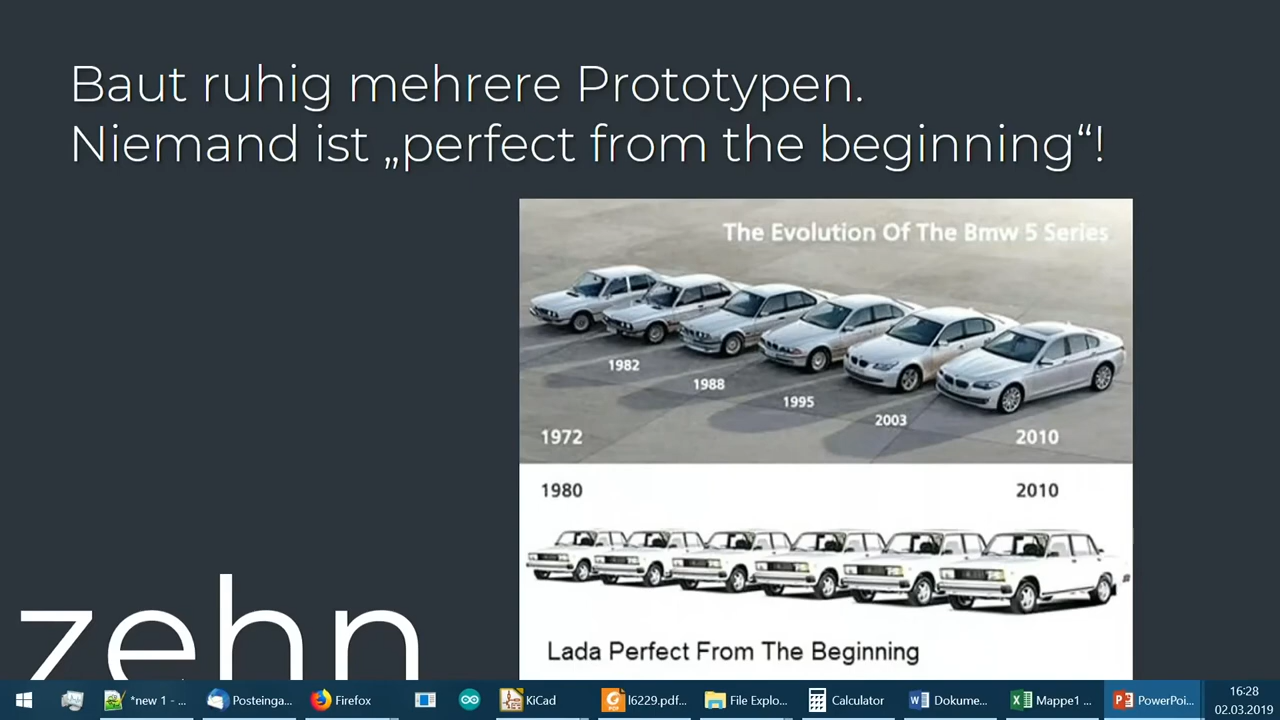 Baut ruhig mehrere Prototypen.
Niemand ist „perfect from the beginning“!
The Evolution Of The Bmw 5 Series
1982
1988
1995
2003
1972
2010
1980
2010
Lada Perfect From The Beginning
zehn
*new 1 - ...
Posteinga...
Firefox
KiCad
PDF
l6229.pdf...
File Explo...
Calculator
Dokume...
Mappe1 ...
PowerPoi...
16:28
02.03.2019